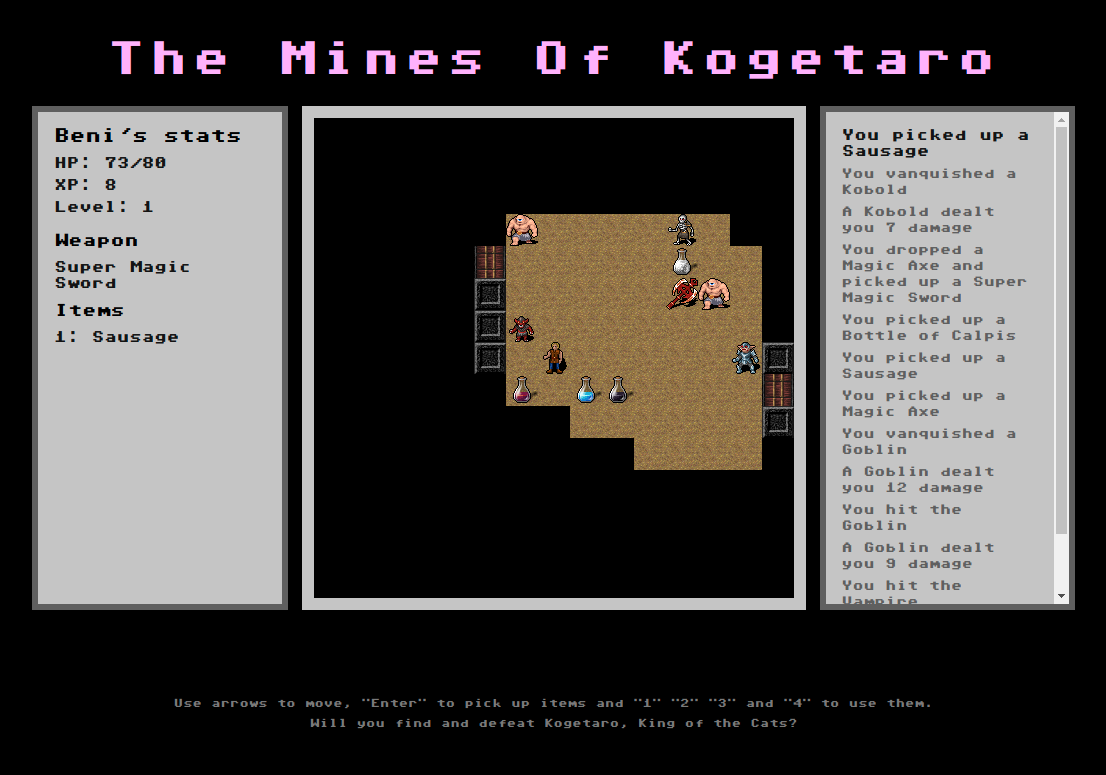 The Mines Of Kogetaro
Beni's stats
HP: 73/80
XP: 8
Level: 1
Weapon
Super Magic
Sword
Items
1: Sausage
You picked up a
Sausage
You vanquished a
Kobold
A Kobold dealt
you 7 damage
You dropped a
Magic Axe and
picked up a Super
Magic Sword
You picked up a
Bottle of Calpis
You picked up a
Sausage
You picked up a
Magic Axe
You vanquished a
Goblin
A Goblin dealt
you 12 damage
You hit the
Goblin
A Goblin dealt
you 9 damage
You hit the
Vampire
Use arrows to move, "Enter" to pick up items and "1" "2" "3" and "4" to use them.
Will you find and defeat Kogetaro, King of the Cats?